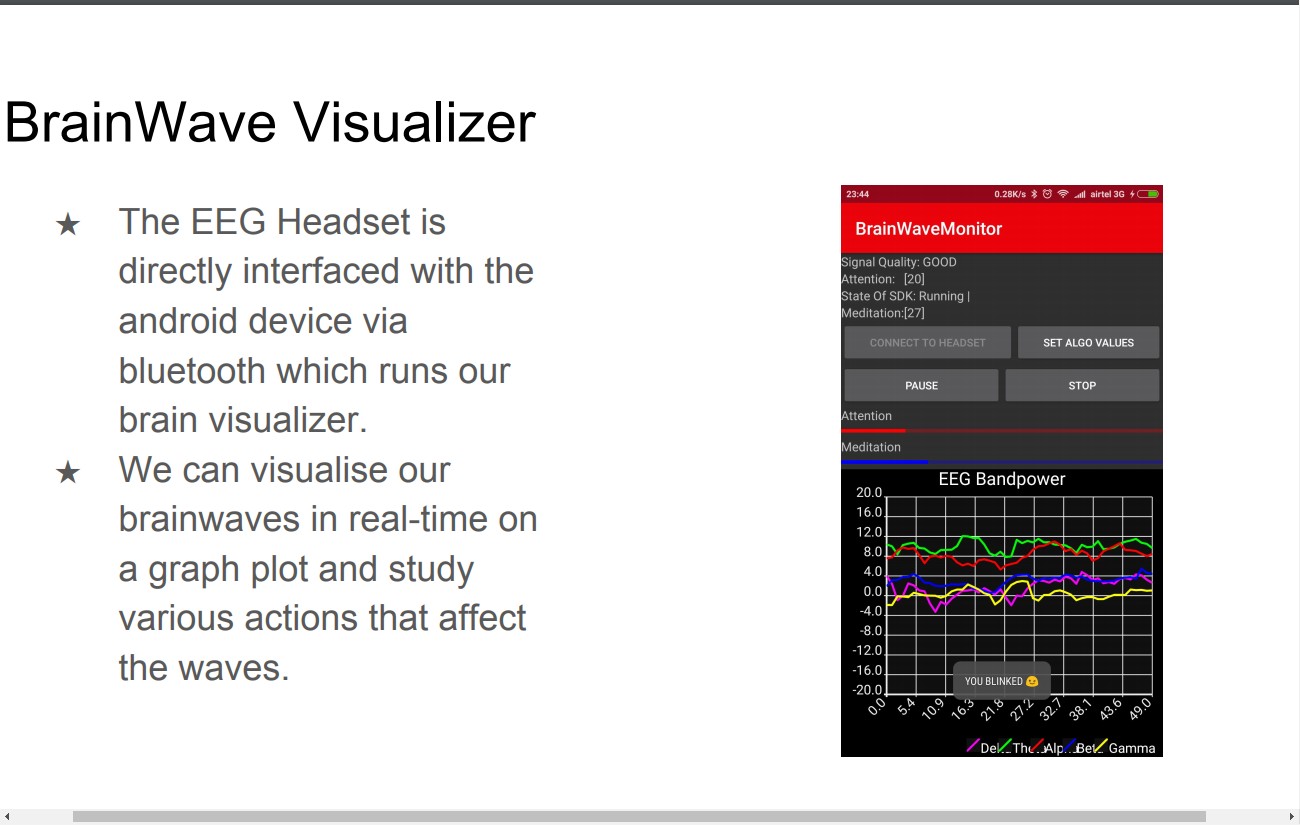 BrainWave Visualizer
★ The EEG Headset is
directly interfaced with the
android device via
bluetooth which runs our
brain visualizer.
★ We can visualise our
brainwaves in real-time on
a graph plot and study
various actions that affect
the waves.
23:44 0.28K/s airtel 3G
BrainWaveMonitor
Signal Quality: GOOD
Attention: [20]
State Of SDK: Running |
Meditation:[27]
CONNECT TO HEADSET SET ALGO VALUES
PAUSE STOP
Attention
Meditation
EEG Bandpower
20.0
16.0
12.0
8.0
4.0
0.0
-4.0
-8.0
-12.0
-16.0
-20.0
YOU BLINKED
0.0 5.4 10.9 16.3 21.8 27.2 32.7 38.1 43.6 49.0
Gamma